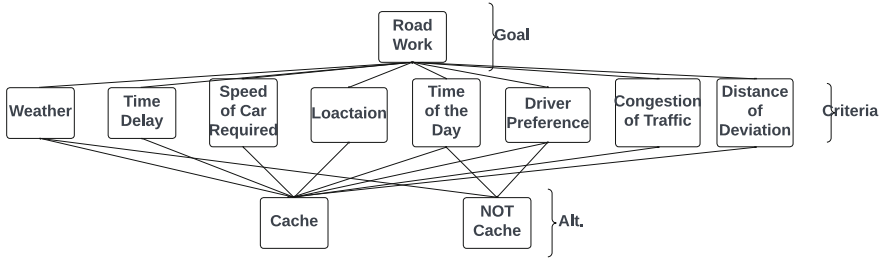 Road
Work
Goal
Weather
Time
Delay
Speed
of Car
Required
Loactaion
Time
of the
Day
Driver
Preference
Congestion
of Traffic
Distance
of
Deviation
Criteria
Cache
NOT
Cache
Alt.